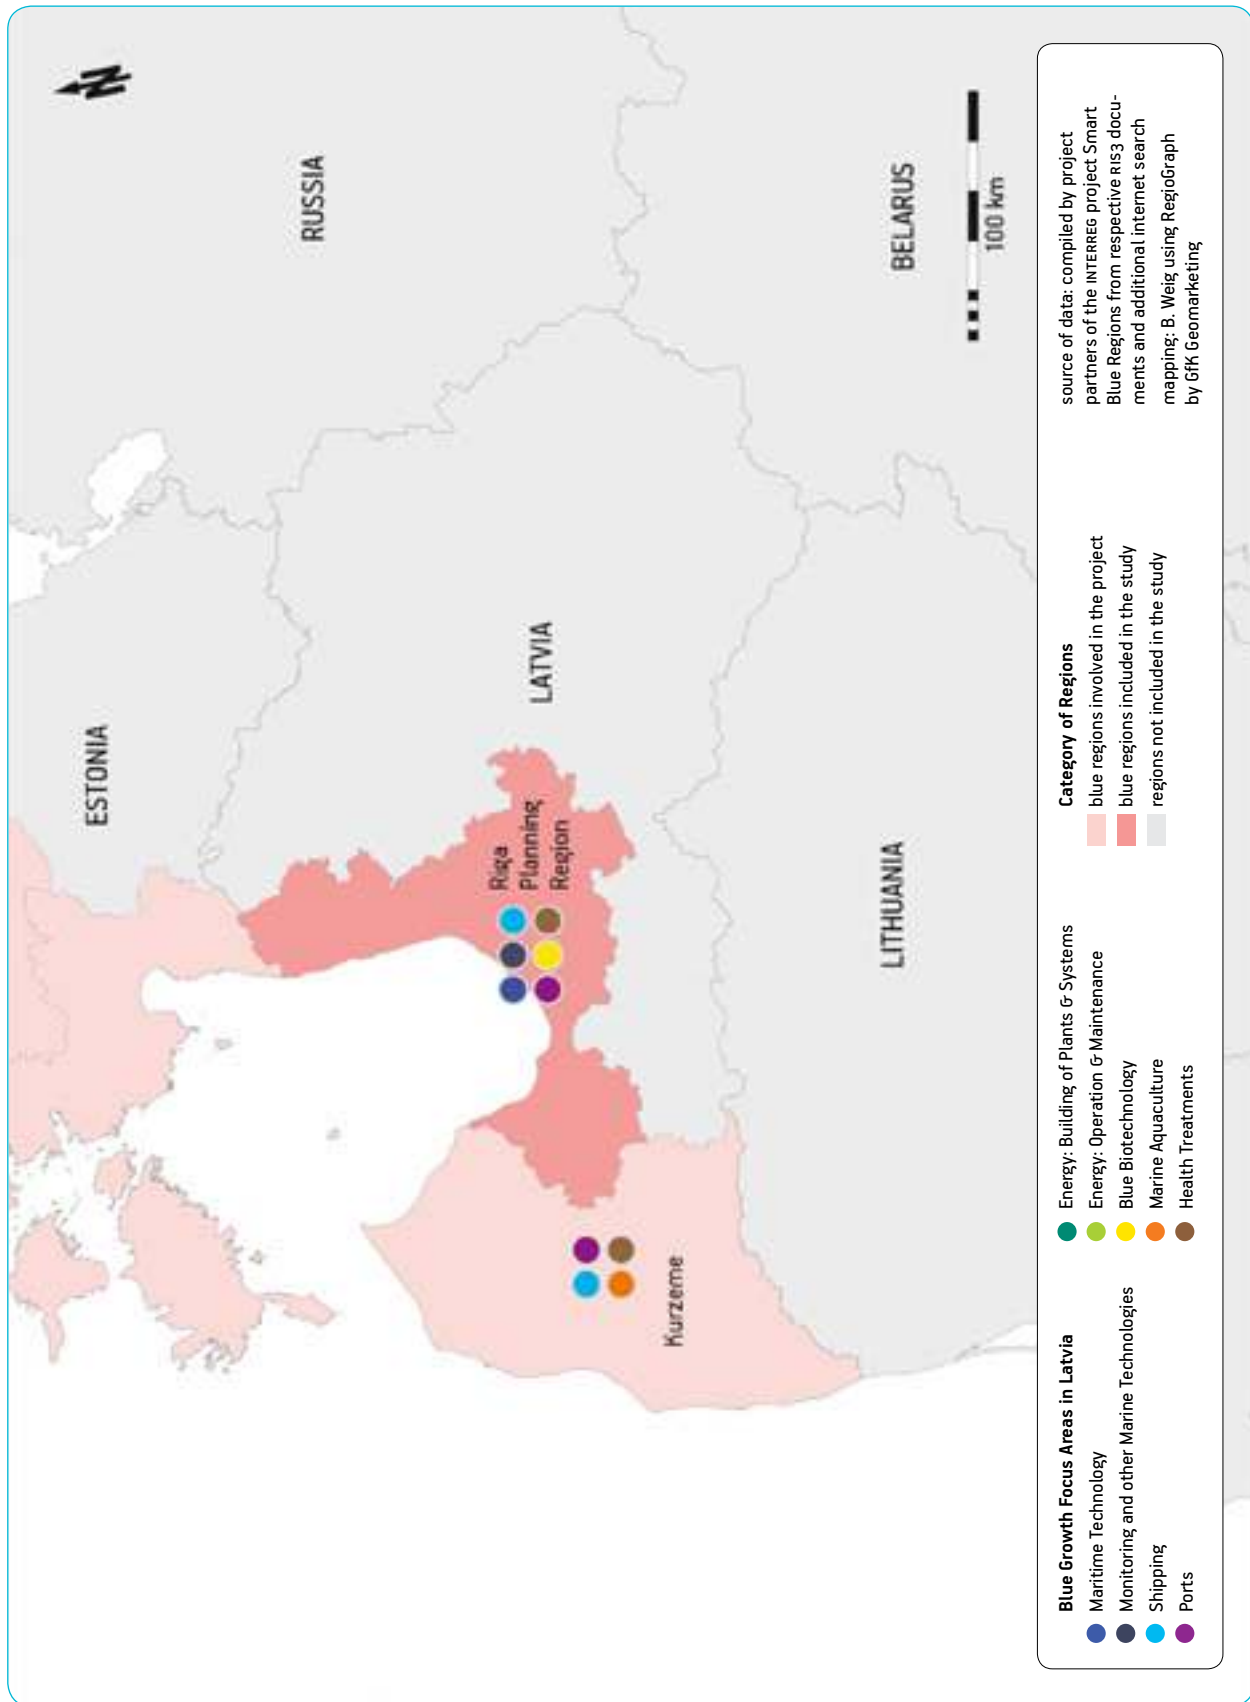 N
RUSSIA
ESTONIA
LATVIA
Riga
Planning
Region
Kurzeme
LITHUANIA
BELARUS
100 km
Blue Growth Focus Areas in Latvia
Maritime Technology
Monitoring and other Marine Technologies
Shipping
Ports
Energy: Building of Plants & Systems
Energy: Operation & Maintenance
Blue Biotechnology
Marine Aquaculture
Health Treatments
Category of Regions
blue regions involved in the project
blue regions included in the study
regions not included in the study
source of data: compiled by project
partners of the INTERREG project Smart
Blue Regions from respective RIS3 docu-
ments and additional internet search
mapping: B. Weig using RegioGraph
by GfK Geomarketing